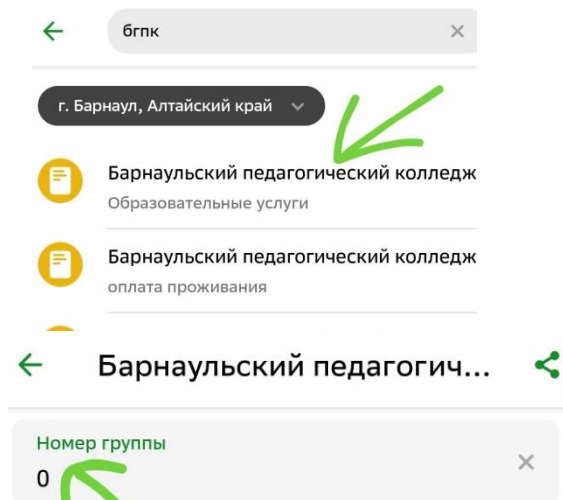 бгпк
г. Барнаул, Алтайский край
Барнаульский педагогический колледж
Образовательные услуги
Барнаульский педагогический колледж
оплата проживания
Барнаульский педагогич...
Номер группы
0